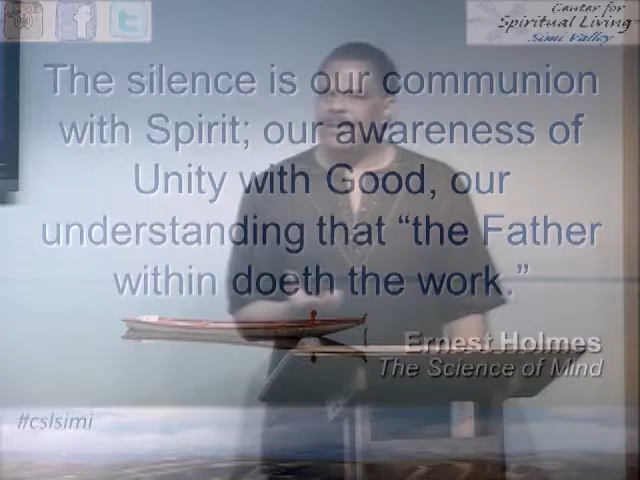 Center for
Spiritual Living
Simi Valley
The silence is our communion
with Spirit; our awareness of
Unity with Good, our
understanding that “the Father
within doeth the work.”
Ernest Holmes
The Science of Mind
#cslsimi